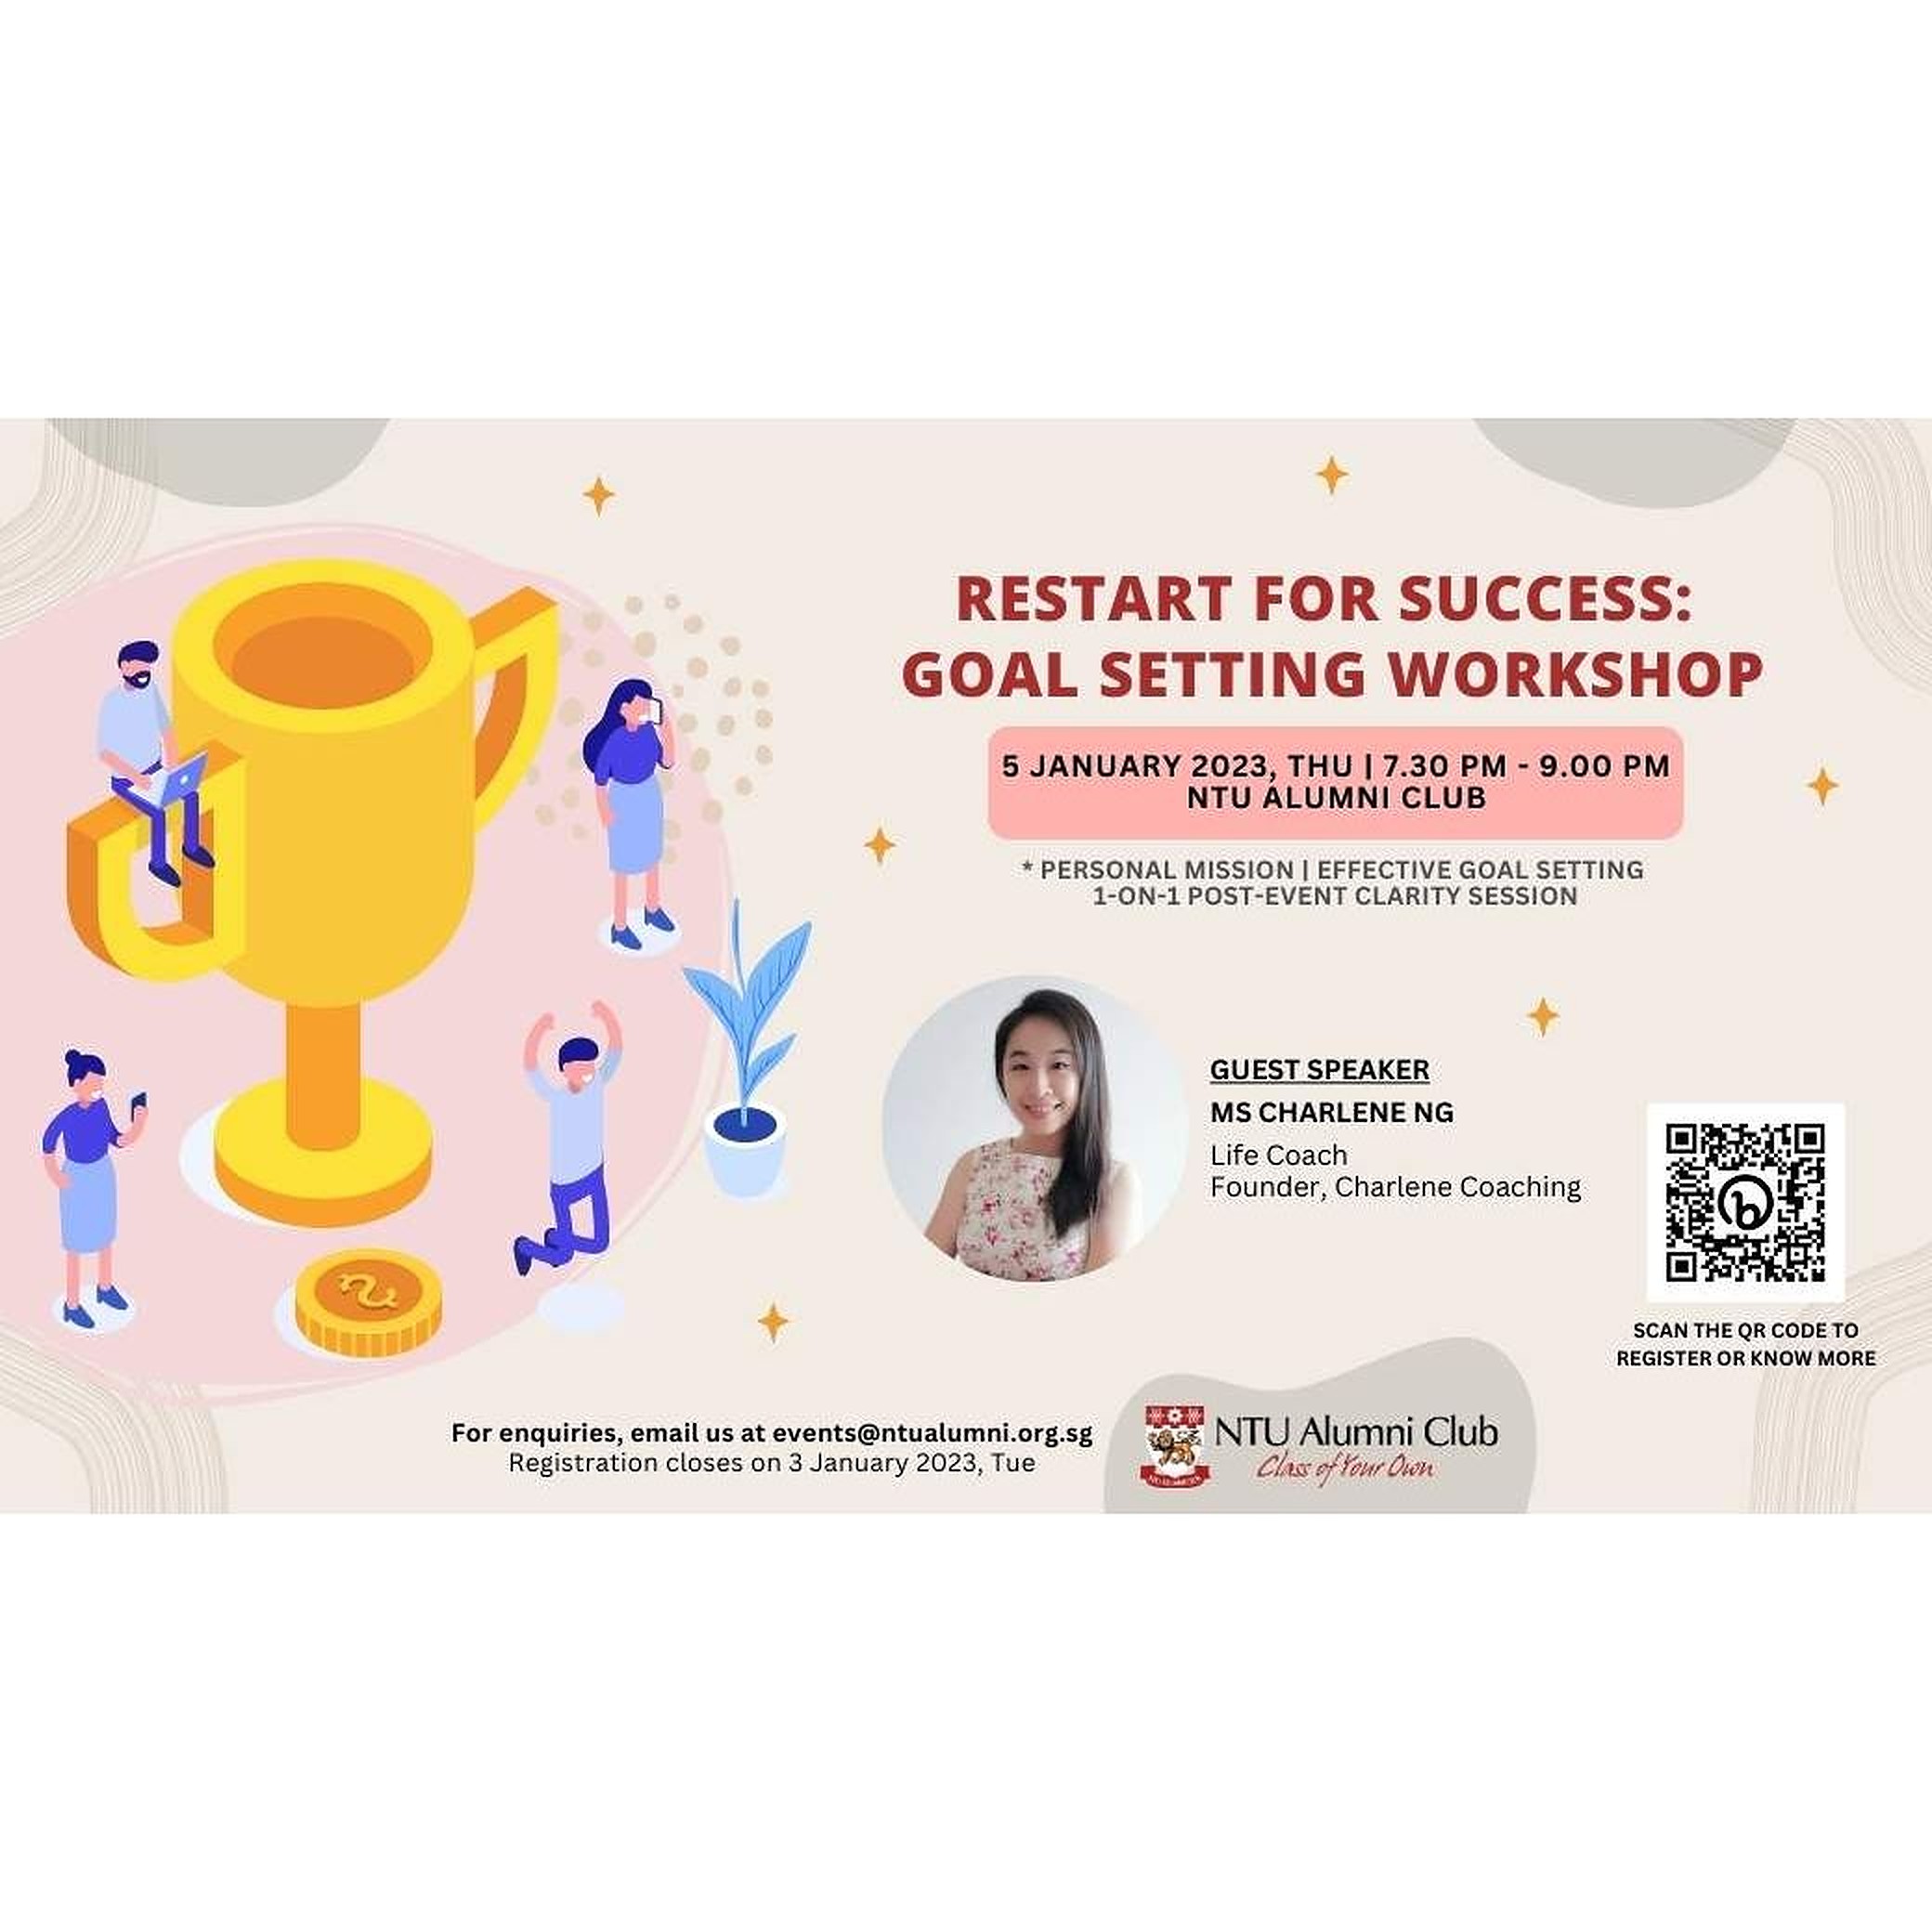 RESTART FOR SUCCESS:
GOAL SETTING WORKSHOP
5 JANUARY 2023, THU | 7.30 PM - 9.00 PM
NTU ALUMNI CLUB
* PERSONAL MISSION | EFFECTIVE GOAL SETTING
1-ON-1 POST-EVENT CLARITY SESSION
GUEST SPEAKER
MS CHARLENE NG
Life Coach
Founder, Charlene Coaching
SCAN THE QR CODE TO
REGISTER OR KNOW MORE
For enquiries, email us at events@ntualumni.org.sg
Registration closes on 3 January 2023, Tue
NTU Alumni Club
Class of Your Own